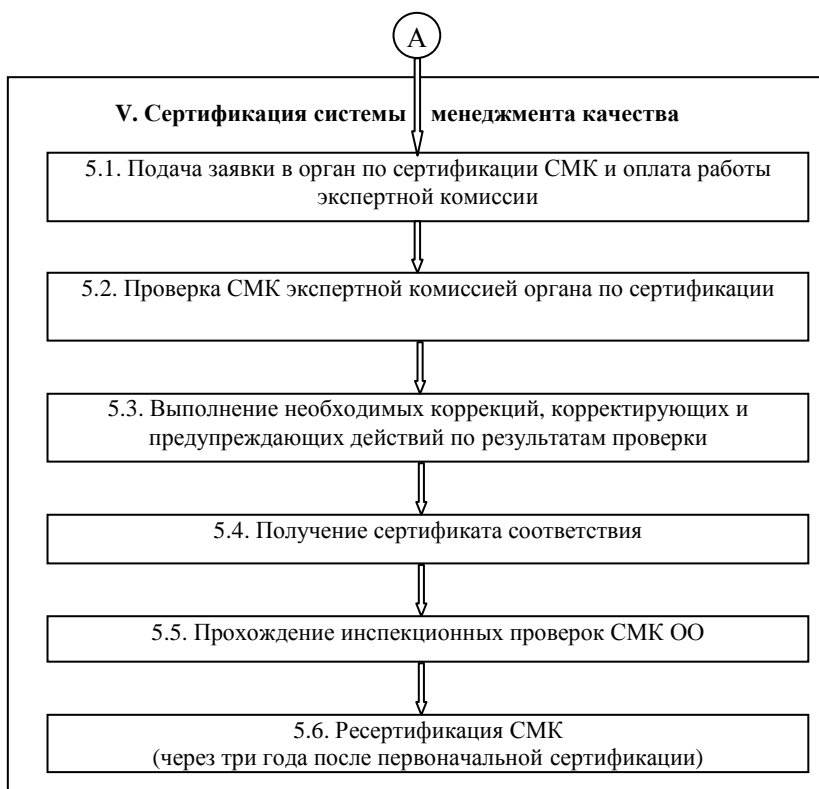 А
V. Сертификация системы менеджмента качества
5.1. Подача заявки в орган по сертификации СМК и оплата работы
экспертной комиссии
5.2. Проверка СМК экспертной комиссией органа по сертификации
5.3. Выполнение необходимых коррекций, корректирующих и
предупреждающих действий по результатам проверки
5.4. Получение сертификата соответствия
5.5. Прохождение инспекционных проверок СМК ОО
5.6. Ресертификация СМК
(через три года после первоначальной сертификации)